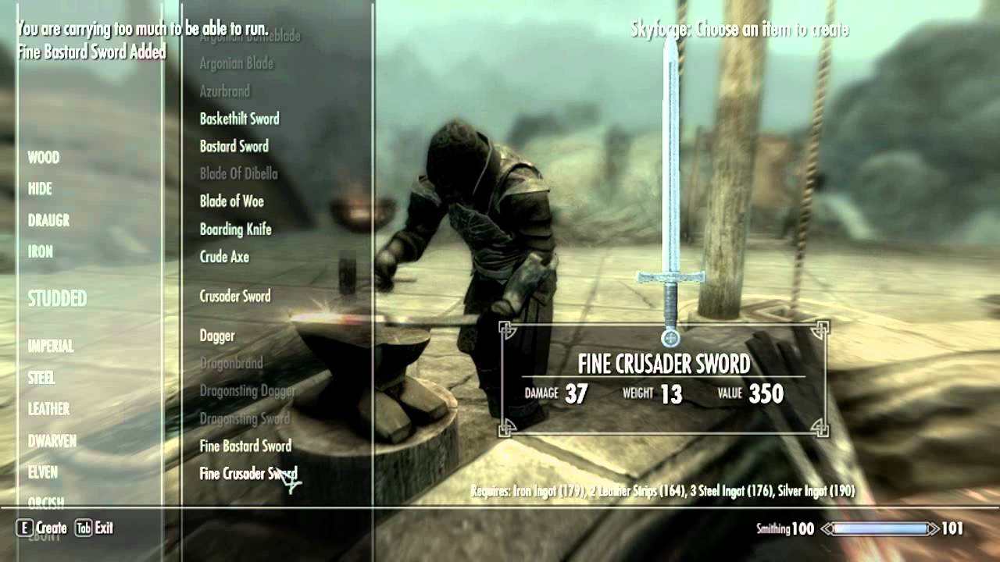 You are carrying too much to be able to run.
Fine Bastard Sword Added
Skyforge: Choose an item to create
WOOD
HIDE
DRAUGR
IRON
STUDDED
IMPERIAL
STEEL
LEATHER
DWARVEN
ELVEN
ORCISH
EBONY
Argonian Battleblade
Argonian Blade
Azurbrand
Baskethilt Sword
Bastard Sword
Blade Of Dibella
Blade of Woe
Boarding Knife
Crude Axe
Crusader Sword
Dagger
Dragonbrand
Dragonsting Dagger
Dragonsting Sword
Fine Bastard Sword
Fine Crusader Sword
FINE CRUSADER SWORD
DAMAGE 37 WEIGHT 13 VALUE 350
Requires: Iron Ingot (179), 2 Leather Strips (164), 3 Steel Ingot (176), Silver Ingot (190)
E Create Tab Exit
Smithing 100 101